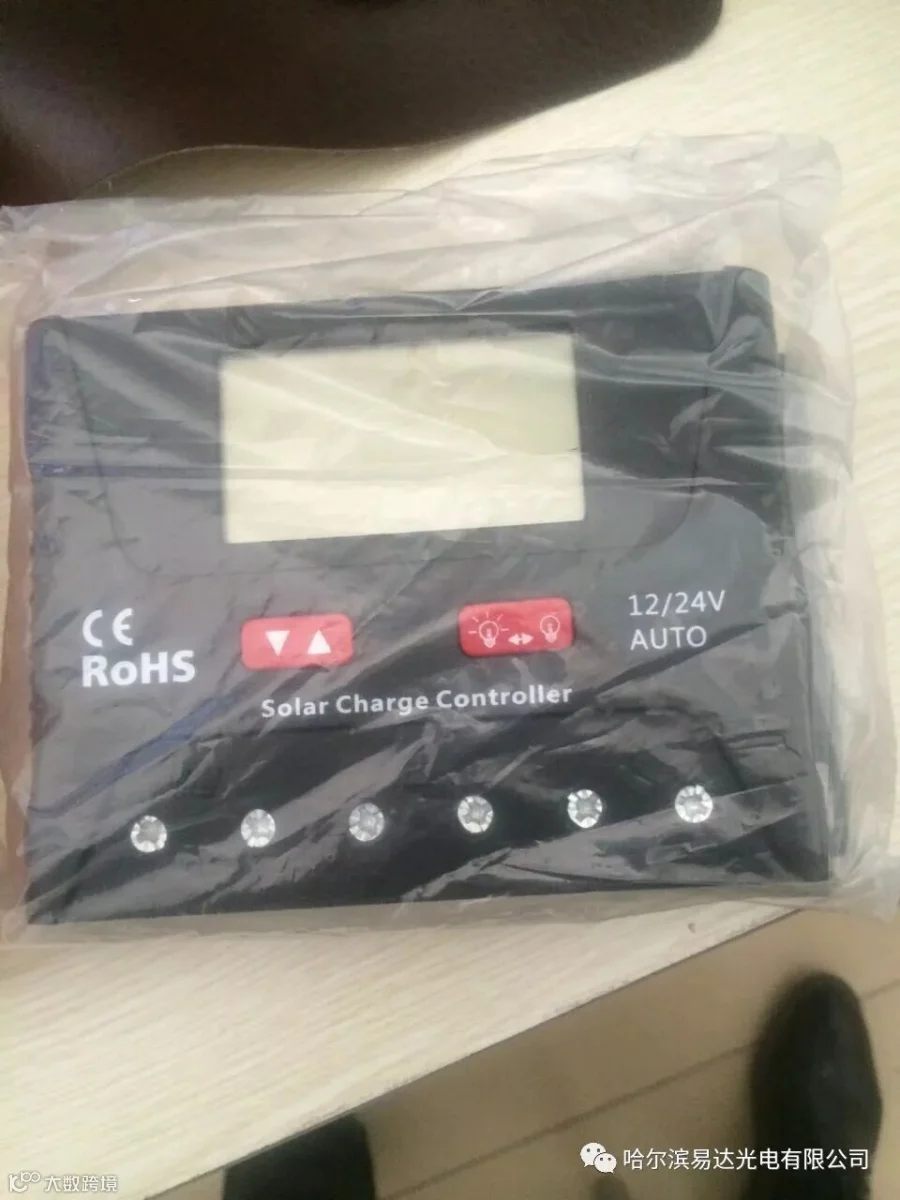 CE
RoHS
▼ ▲
12/24V
AUTO
Solar Charge Controller
哈尔滨易达光电有限公司
大数跨境